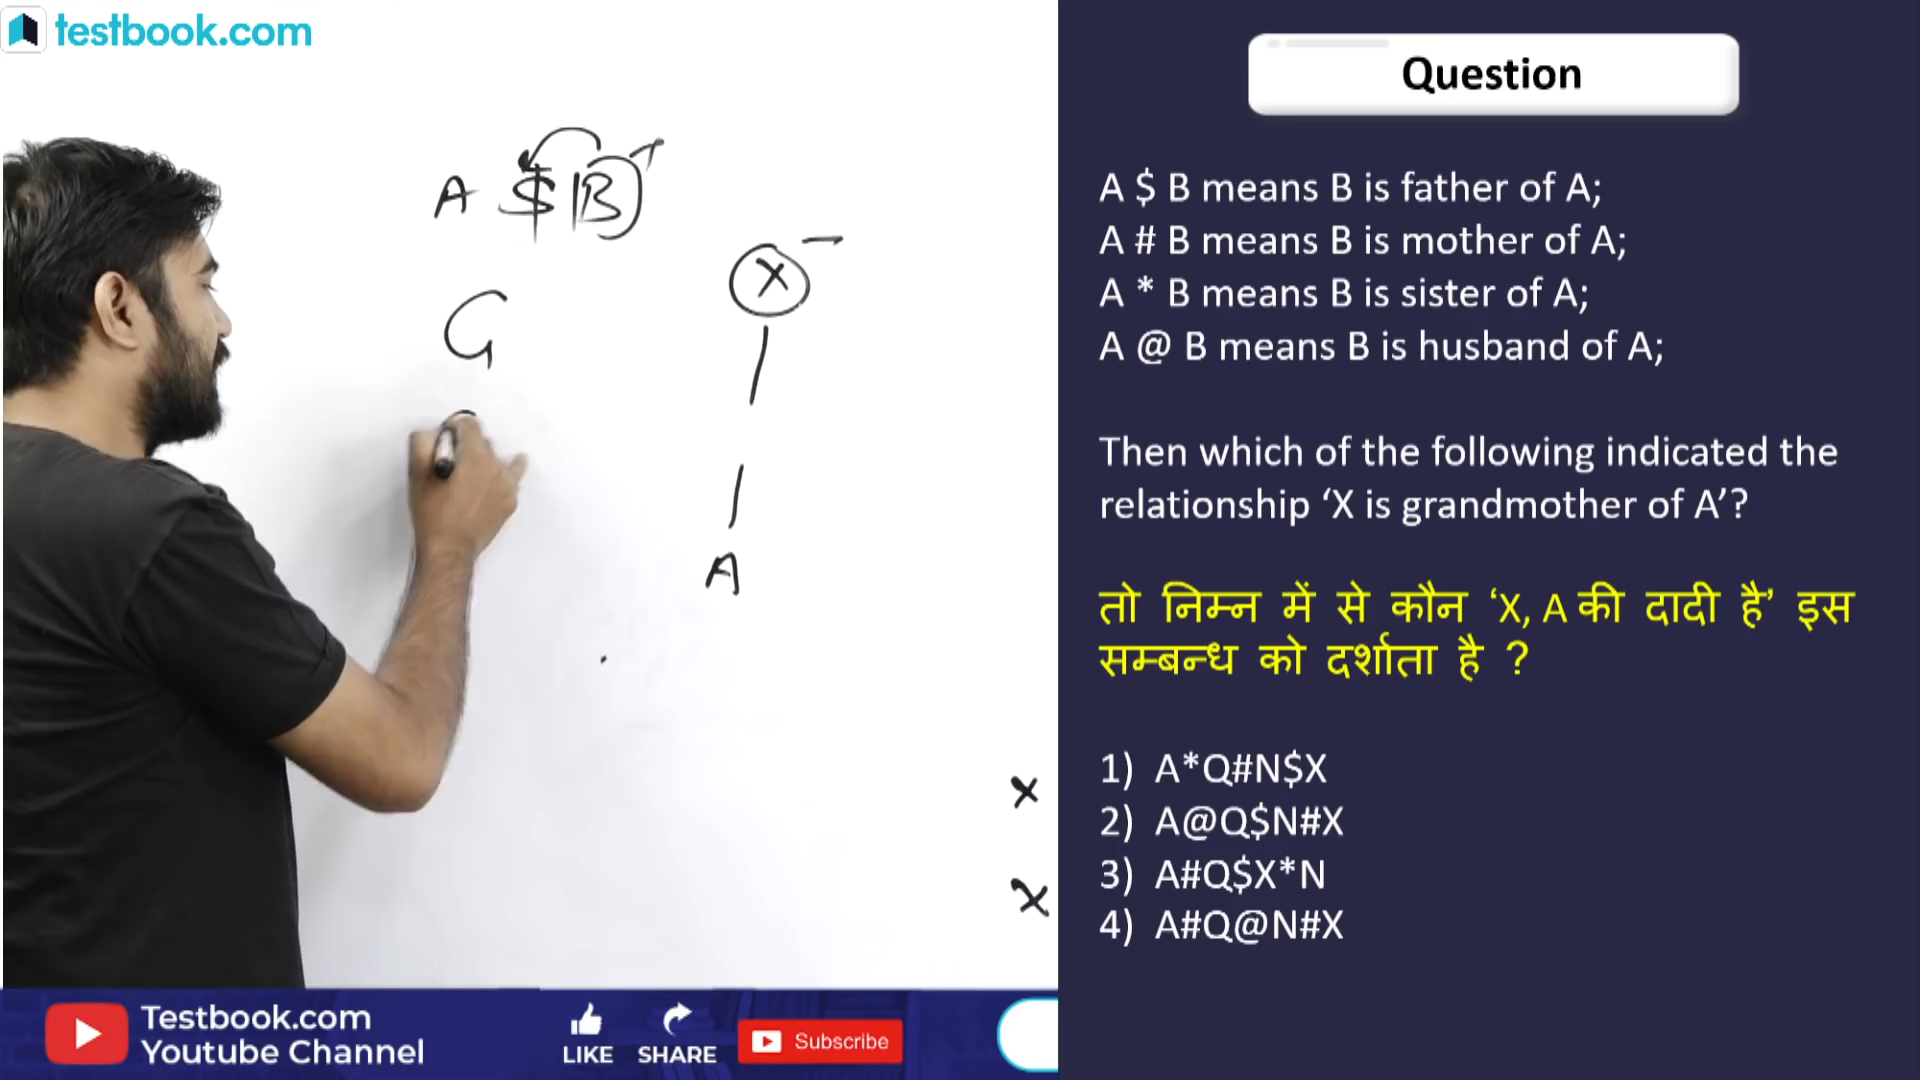 testbook.com
A $ B
X
G
A
x
x
Question
A $ B means B is father of A;
A # B means B is mother of A;
A * B means B is sister of A;
A @ B means B is husband of A;
Then which of the following indicated the
relationship ‘X is grandmother of A’?
तो निम्न में से कौन ‘X, A की दादी है’ इस
सम्बन्ध को दर्शाता है ?
1) A*Q#N$X
2) A@Q$N#X
3) A#Q$X*N
4) A#Q@N#X
Testbook.com
Youtube Channel
LIKE
SHARE
Subscribe